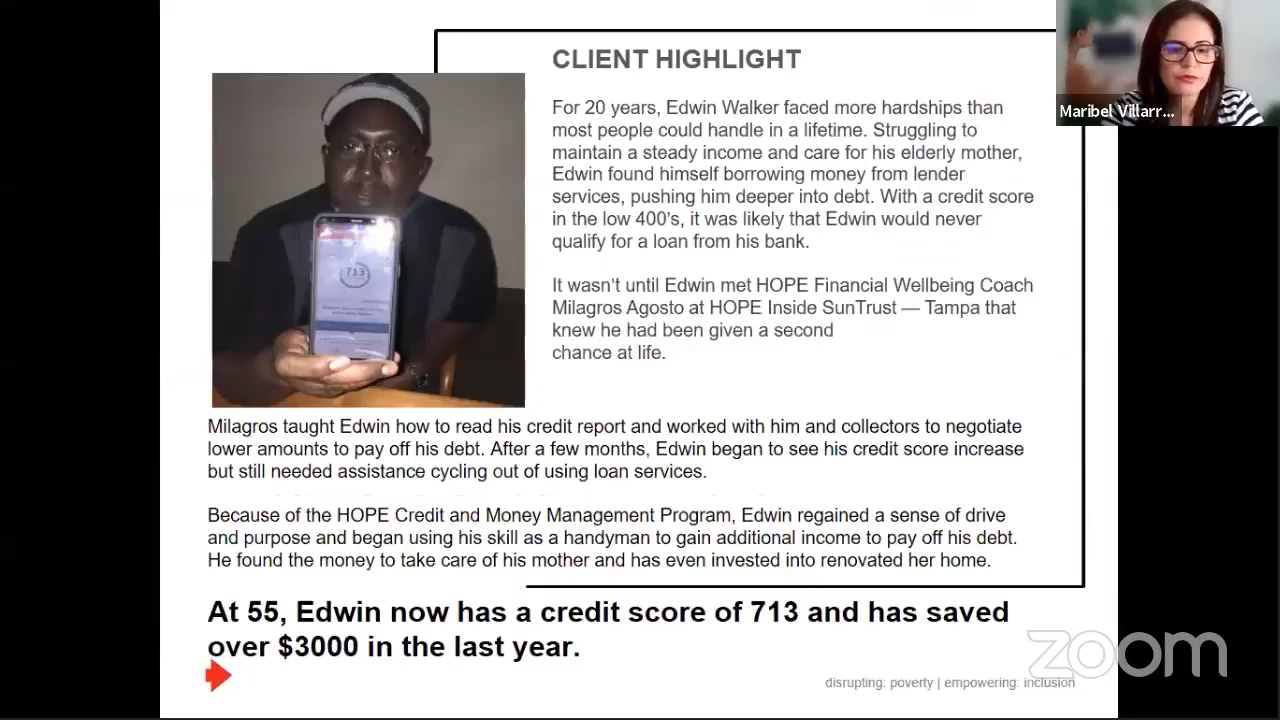 CLIENT HIGHLIGHT
For 20 years, Edwin Walker faced more hardships than
most people could handle in a lifetime. Struggling to
maintain a steady income and care for his elderly mother,
Edwin found himself borrowing money from lender
services, pushing him deeper into debt. With a credit score
in the low 400's, it was likely that Edwin would never
qualify for a loan from his bank.
It wasn't until Edwin met HOPE Financial Wellbeing Coach
Milagros Agosto at HOPE Inside SunTrust — Tampa that
knew he had been given a second
chance at life.
713
Milagros taught Edwin how to read his credit report and worked with him and collectors to negotiate
lower amounts to pay off his debt. After a few months, Edwin began to see his credit score increase
but still needed assistance cycling out of using loan services.
Because of the HOPE Credit and Money Management Program, Edwin regained a sense of drive
and purpose and began using his skill as a handyman to gain additional income to pay off his debt.
He found the money to take care of his mother and has even invested into renovated her home.
At 55, Edwin now has a credit score of 713 and has saved
over $3000 in the last year.
disrupting: poverty | empowering: inclusion
Maribel Villarr...
zoom